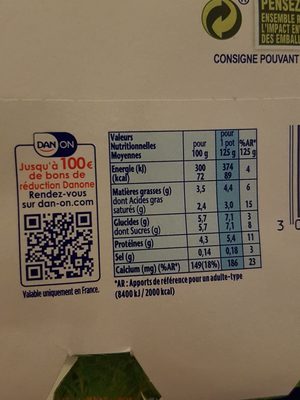 PENSEZ
ENSEMBLE
L'IMPACT EN
DES EMBAL
CONSIGNE POUVANT
DAN ON
Jusqu'à 100€
de bons de
réduction Danone
Rendez-vous
sur dan-on.com
Valable uniquement en France.
Valeurs Nutritionnelles Moyennes pour 100 g pour 1 pot 125 g %AR* 125 g
Energie (kJ) 300 374
(kcal) 72 89 4
Matières grasses (g) 3,5 4,4 6
dont Acides gras
saturés (g) 2,4 3,0 15
Glucides (g) 5,7 7,1 3
dont Sucres (g) 5,7 7,1 8
Protéines (g) 4,3 5,4 11
Sel (g) 0,14 0,18 3
Calcium (mg) (%AR*) 149(18%) 186 23
*AR : Apports de référence pour un adulte-type
(8400 kJ / 2000 kcal)
3